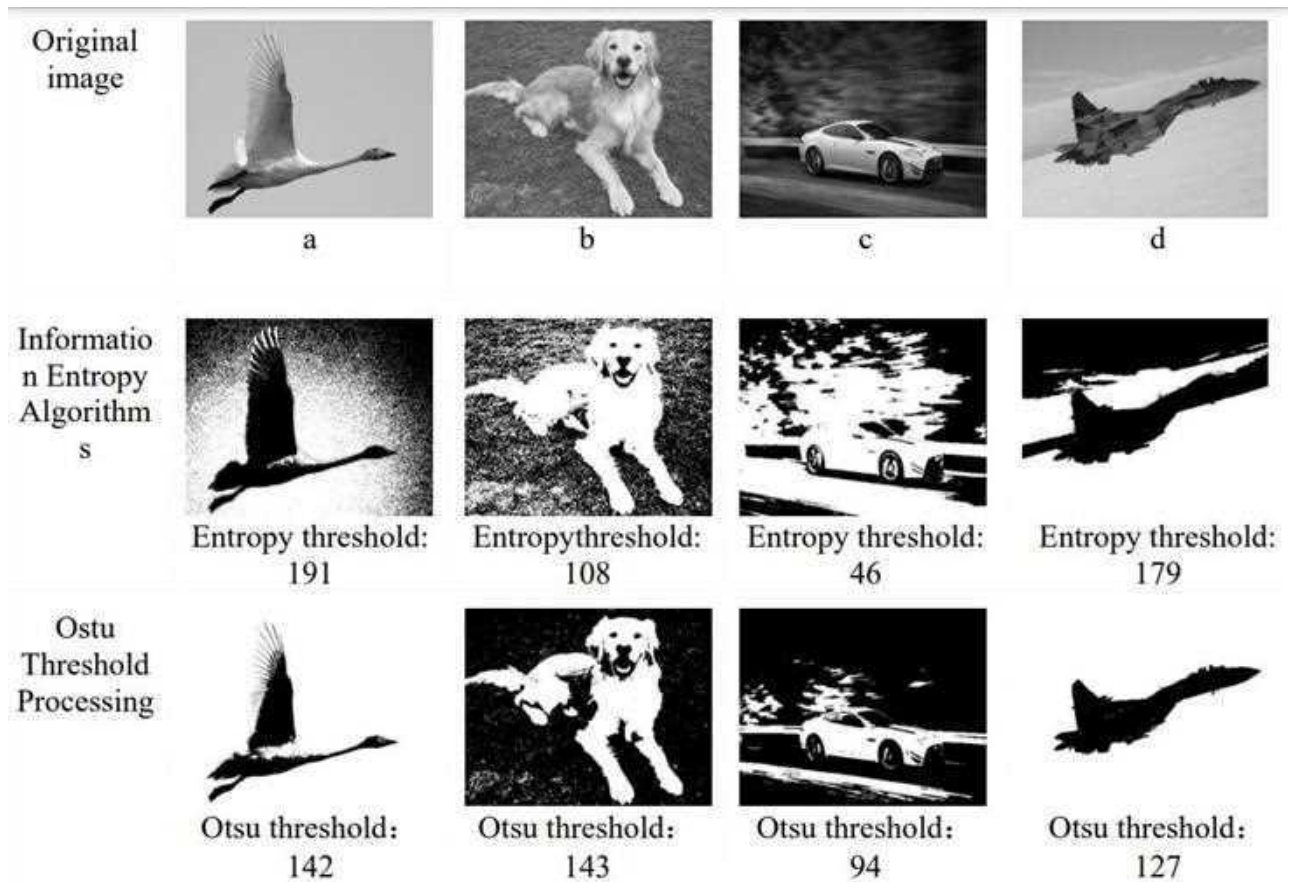 Original
image
a
b
c
d
Informatio
n Entropy
Algorithm
s
Entropy threshold:
191
Entropythreshold:
108
Entropy threshold:
46
Entropy threshold:
179
Ostu
Threshold
Processing
Otsu threshold：
142
Otsu threshold：
143
Otsu threshold：
94
Otsu threshold：
127